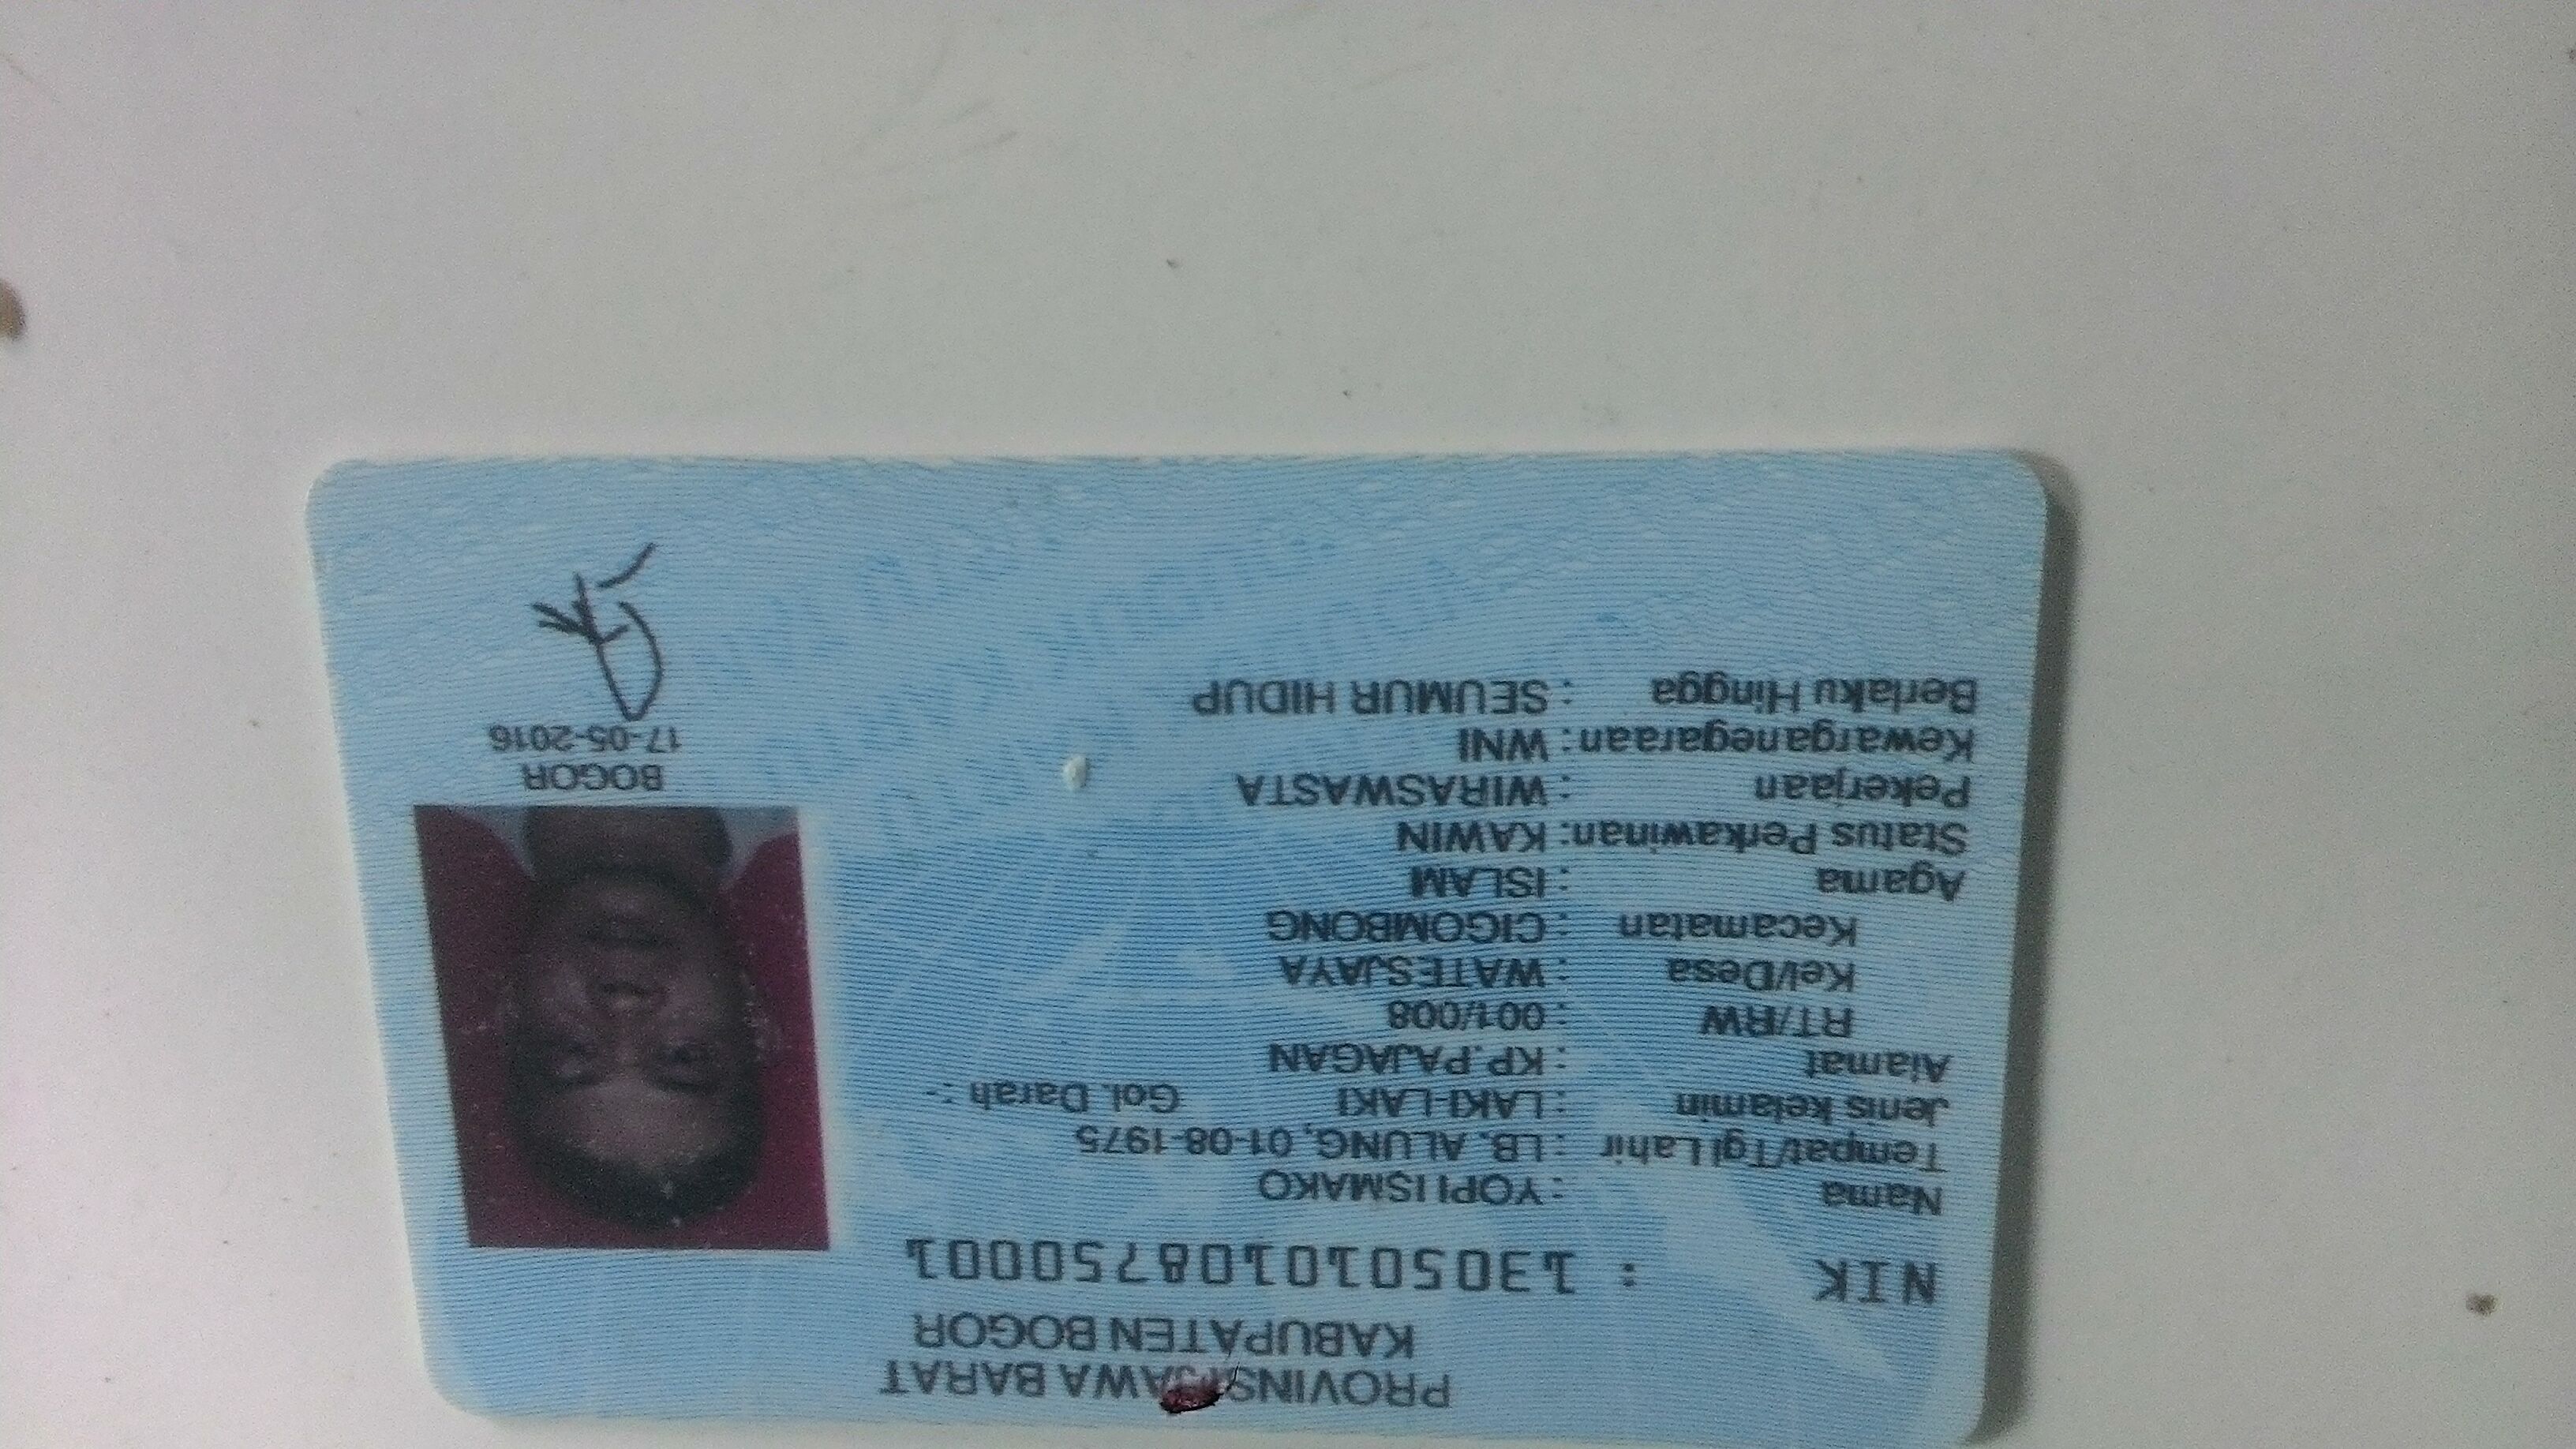 PROVINSI JAWA BARAT
KABUPATEN BOGOR
NIK : 1305010108750001
Nama : YOPI ISMAKO
Tempat/Tgl Lahir : LB. ALUNG, 01-08-1975
Jenis kelamin : LAKI-LAKI Gol. Darah : -
Alamat : KP.PAJAGAN
RT/RW : 001/008
Kel/Desa : WATESJAYA
Kecamatan : CIGOMBONG
Agama : ISLAM
Status Perkawinan: KAWIN
Pekerjaan : WIRASWASTA
Kewarganegaraan: WNI
Berlaku Hingga : SEUMUR HIDUP
BOGOR
17-05-2016